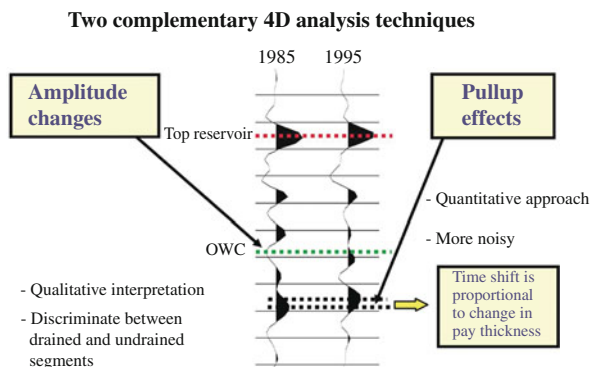 Two complementary 4D analysis techniques
1985 1995
Amplitude
changes
Pullup
effects
Top reservoir
- Quantitative approach
- More noisy
OWC
- Qualitative interpretation
- Discriminate between
drained and undrained
segments
Time shift is
proportional
to change in
pay thickness